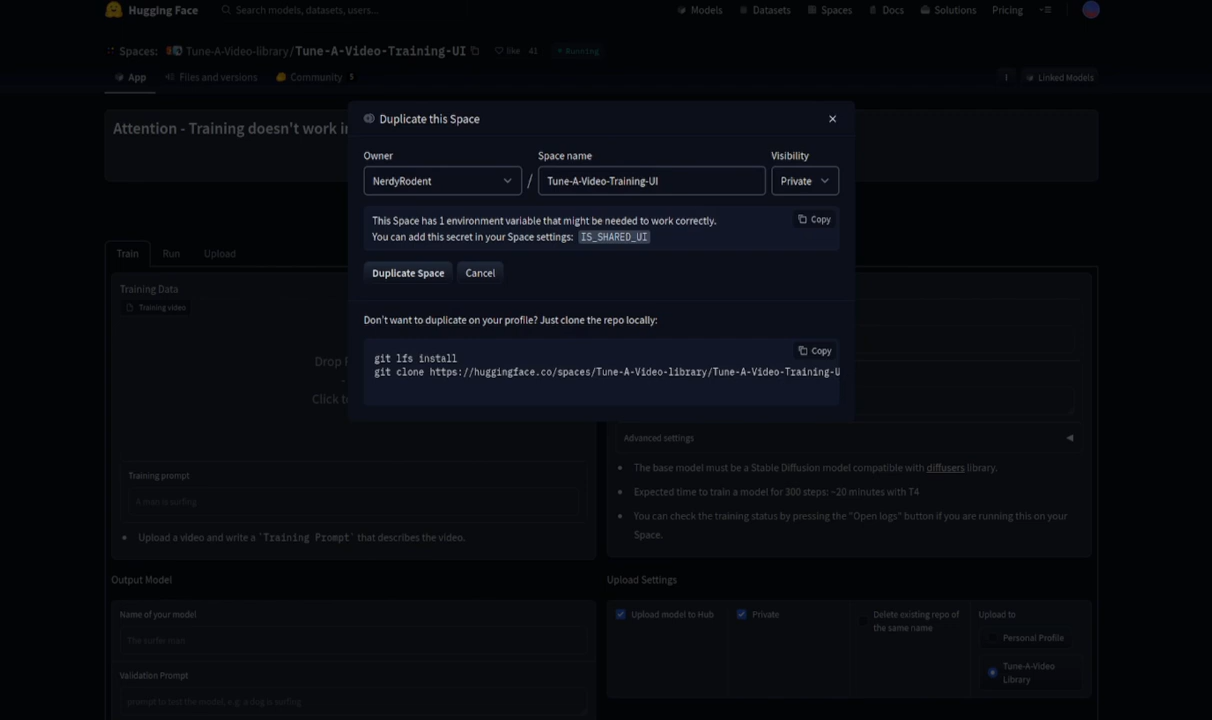 Hugging Face
Search models, datasets, users...
Models
Datasets
Spaces
Docs
Solutions
Pricing
Spaces:
Tune-A-Video-library/Tune-A-Video-Training-UI
like 41
Running
App
Files and versions
Community 5
Linked Models
Attention - Training doesn't work in
Duplicate this Space
Owner
Space name
Visibility
NerdyRodent
/
Tune-A-Video-Training-UI
Private
This Space has 1 environment variable that might be needed to work correctly.
You can add this secret in your Space settings: IS_SHARED_UI
Copy
Duplicate Space
Cancel
Don't want to duplicate on your profile? Just clone the repo locally:
git lfs install
git clone https://huggingface.co/spaces/Tune-A-Video-library/Tune-A-Video-Training-U
Copy
Train
Run
Upload
Training Data
Training video
Drop
Click to
Training prompt
A man is surfing
Upload a video and write a `Training Prompt` that describes the video.
Advanced settings
The base model must be a Stable Diffusion model compatible with diffusers library.
Expected time to train a model for 300 steps: ~20 minutes with T4
You can check the training status by pressing the "Open logs" button if you are running this on your
Space.
Output Model
Name of your model
The surfer man
Validation Prompt
prompt to test the model, e.g: a dog is surfing
Upload Settings
Upload model to Hub
Private
Delete existing repo of
the same name
Upload to
Personal Profile
Tune-A-Video
Library